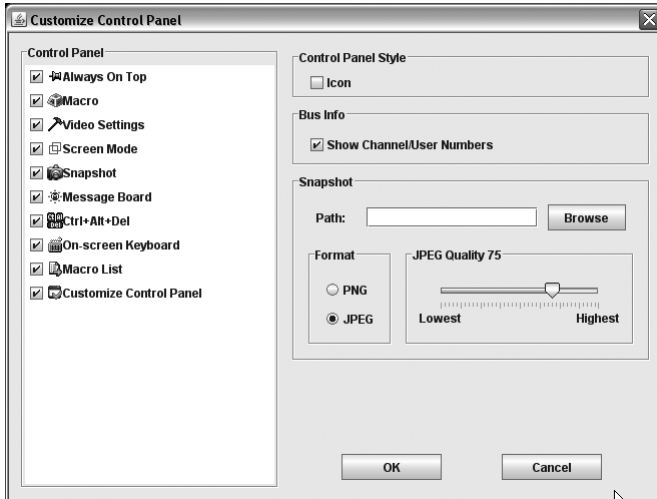 Customize Control Panel
Control Panel
Always On Top
Macro
Video Settings
Screen Mode
Snapshot
Message Board
Ctrl+Alt+Del
On-screen Keyboard
Macro List
Customize Control Panel
Control Panel Style
Icon
Bus Info
Show Channel/User Numbers
Snapshot
Path:
Browse
Format
PNG
JPEG
JPEG Quality 75
Lowest Highest
OK
Cancel